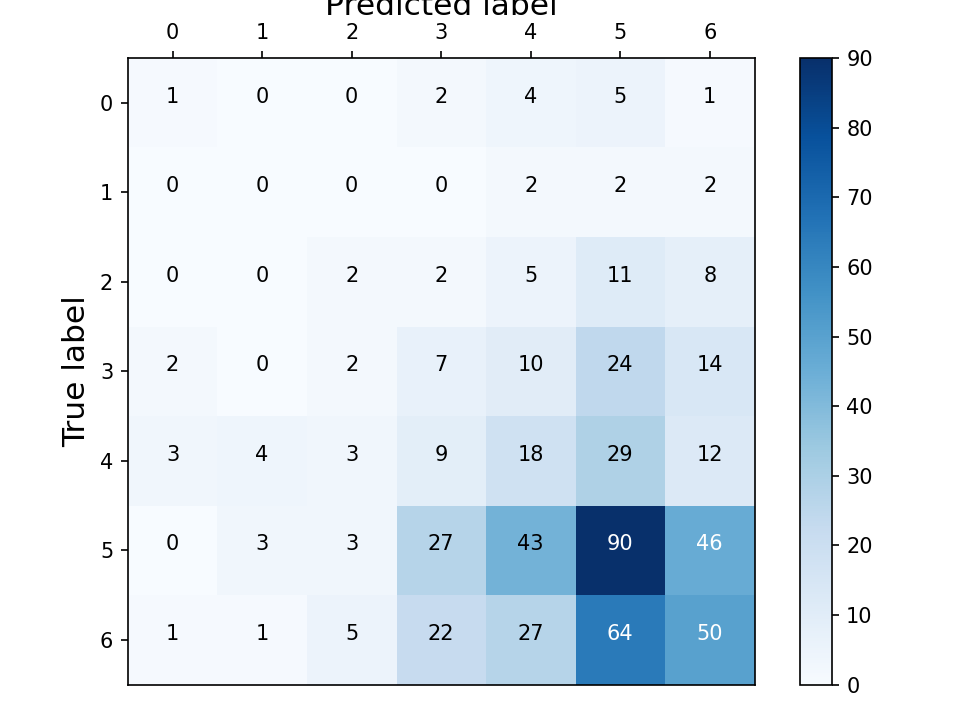 Predicted label
0 1 2 3 4 5 6
0 1 0 0 2 4 5 1
1 0 0 0 0 2 2 2
2 0 0 2 2 5 11 8
3 2 0 2 7 10 24 14
4 3 4 3 9 18 29 12
5 0 3 3 27 43 90 46
6 1 1 5 22 27 64 50
True label
90
80
70
60
50
40
30
20
10
0